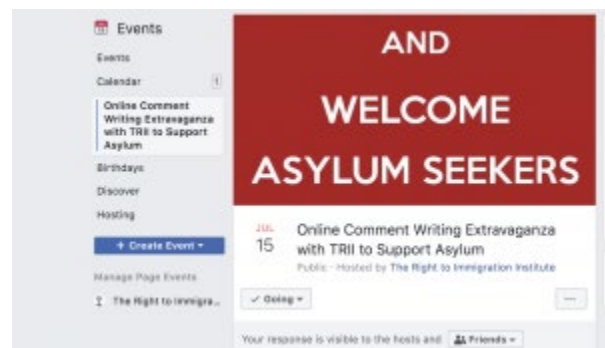 Events
Events
Calendar 1
Online Comment
Writing Extravaganza
with TRII to Support
Asylum
Birthdays
Discover
Hosting
+ Create Event
Manage Page Events
The Right to Immigra...
AND
WELCOME
ASYLUM SEEKERS
JUL
15
Online Comment Writing Extravaganza
with TRII to Support Asylum
Public · Hosted by The Right to Immigration Institute
✓ Going
Your response is visible to the hosts and Friends